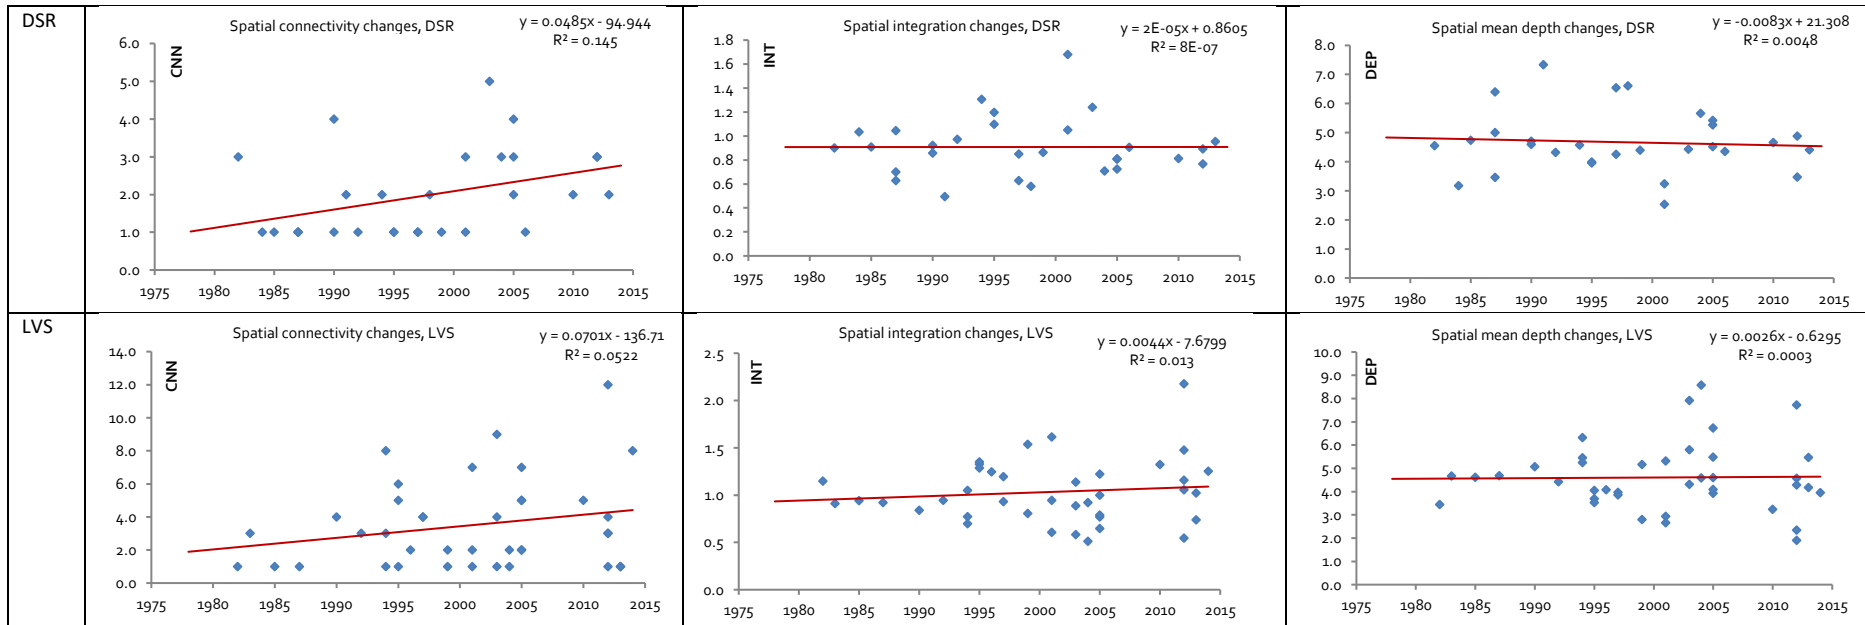 DSR
Spatial connectivity changes, DSR
y = 0.0485x - 94.944
R² = 0.145
CNN
6.0
5.0
4.0
3.0
2.0
1.0
0.0
1975 1980 1985 1990 1995 2000 2005 2010 2015
Spatial integration changes, DSR
y = 2E-05x + 0.8605
R² = 8E-07
INT
1.8
1.6
1.4
1.2
1.0
0.8
0.6
0.4
0.2
0.0
1975 1980 1985 1990 1995 2000 2005 2010 2015
Spatial mean depth changes, DSR
y = -0.0083x + 21.308
R² = 0.0048
DEP
8.0
7.0
6.0
5.0
4.0
3.0
2.0
1.0
0.0
1975 1980 1985 1990 1995 2000 2005 2010 2015
LVS
Spatial connectivity changes, LVS
y = 0.0701x - 136.71
R² = 0.0522
CNN
14.0
12.0
10.0
8.0
6.0
4.0
2.0
0.0
1975 1980 1985 1990 1995 2000 2005 2010 2015
Spatial integration changes, LVS
y = 0.0044x - 7.6799
R² = 0.013
INT
2.5
2.0
1.5
1.0
0.5
0.0
1975 1980 1985 1990 1995 2000 2005 2010 2015
Spatial mean depth changes, LVS
y = 0.0026x - 0.6295
R² = 0.0003
DEP
10.0
9.0
8.0
7.0
6.0
5.0
4.0
3.0
2.0
1.0
0.0
1975 1980 1985 1990 1995 2000 2005 2010 2015